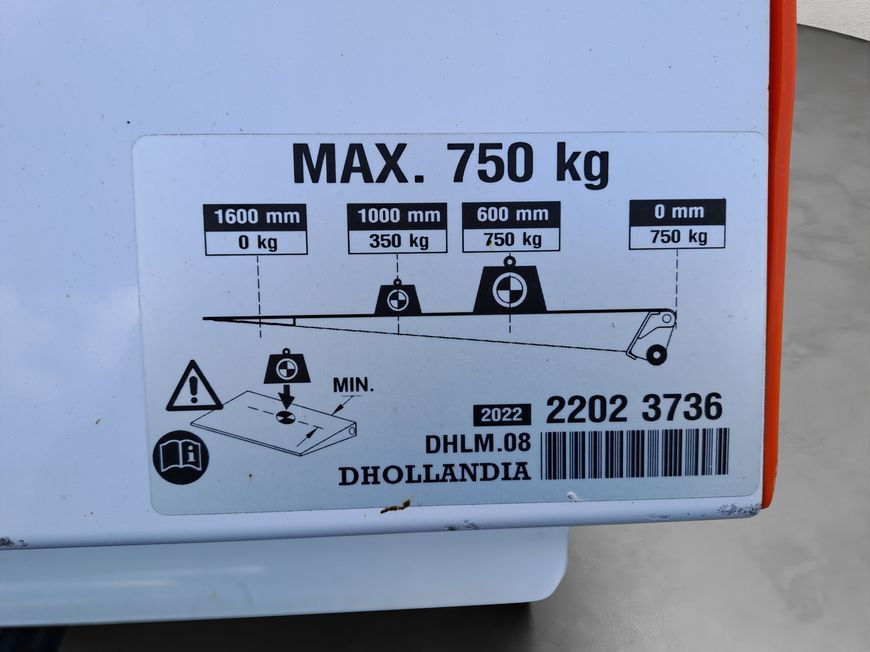 MAX. 750 kg
1600 mm
0 kg
1000 mm
350 kg
600 mm
750 kg
0 mm
750 kg
MIN.
2022 2202 3736
DHLM.08
DHOLLANDIA